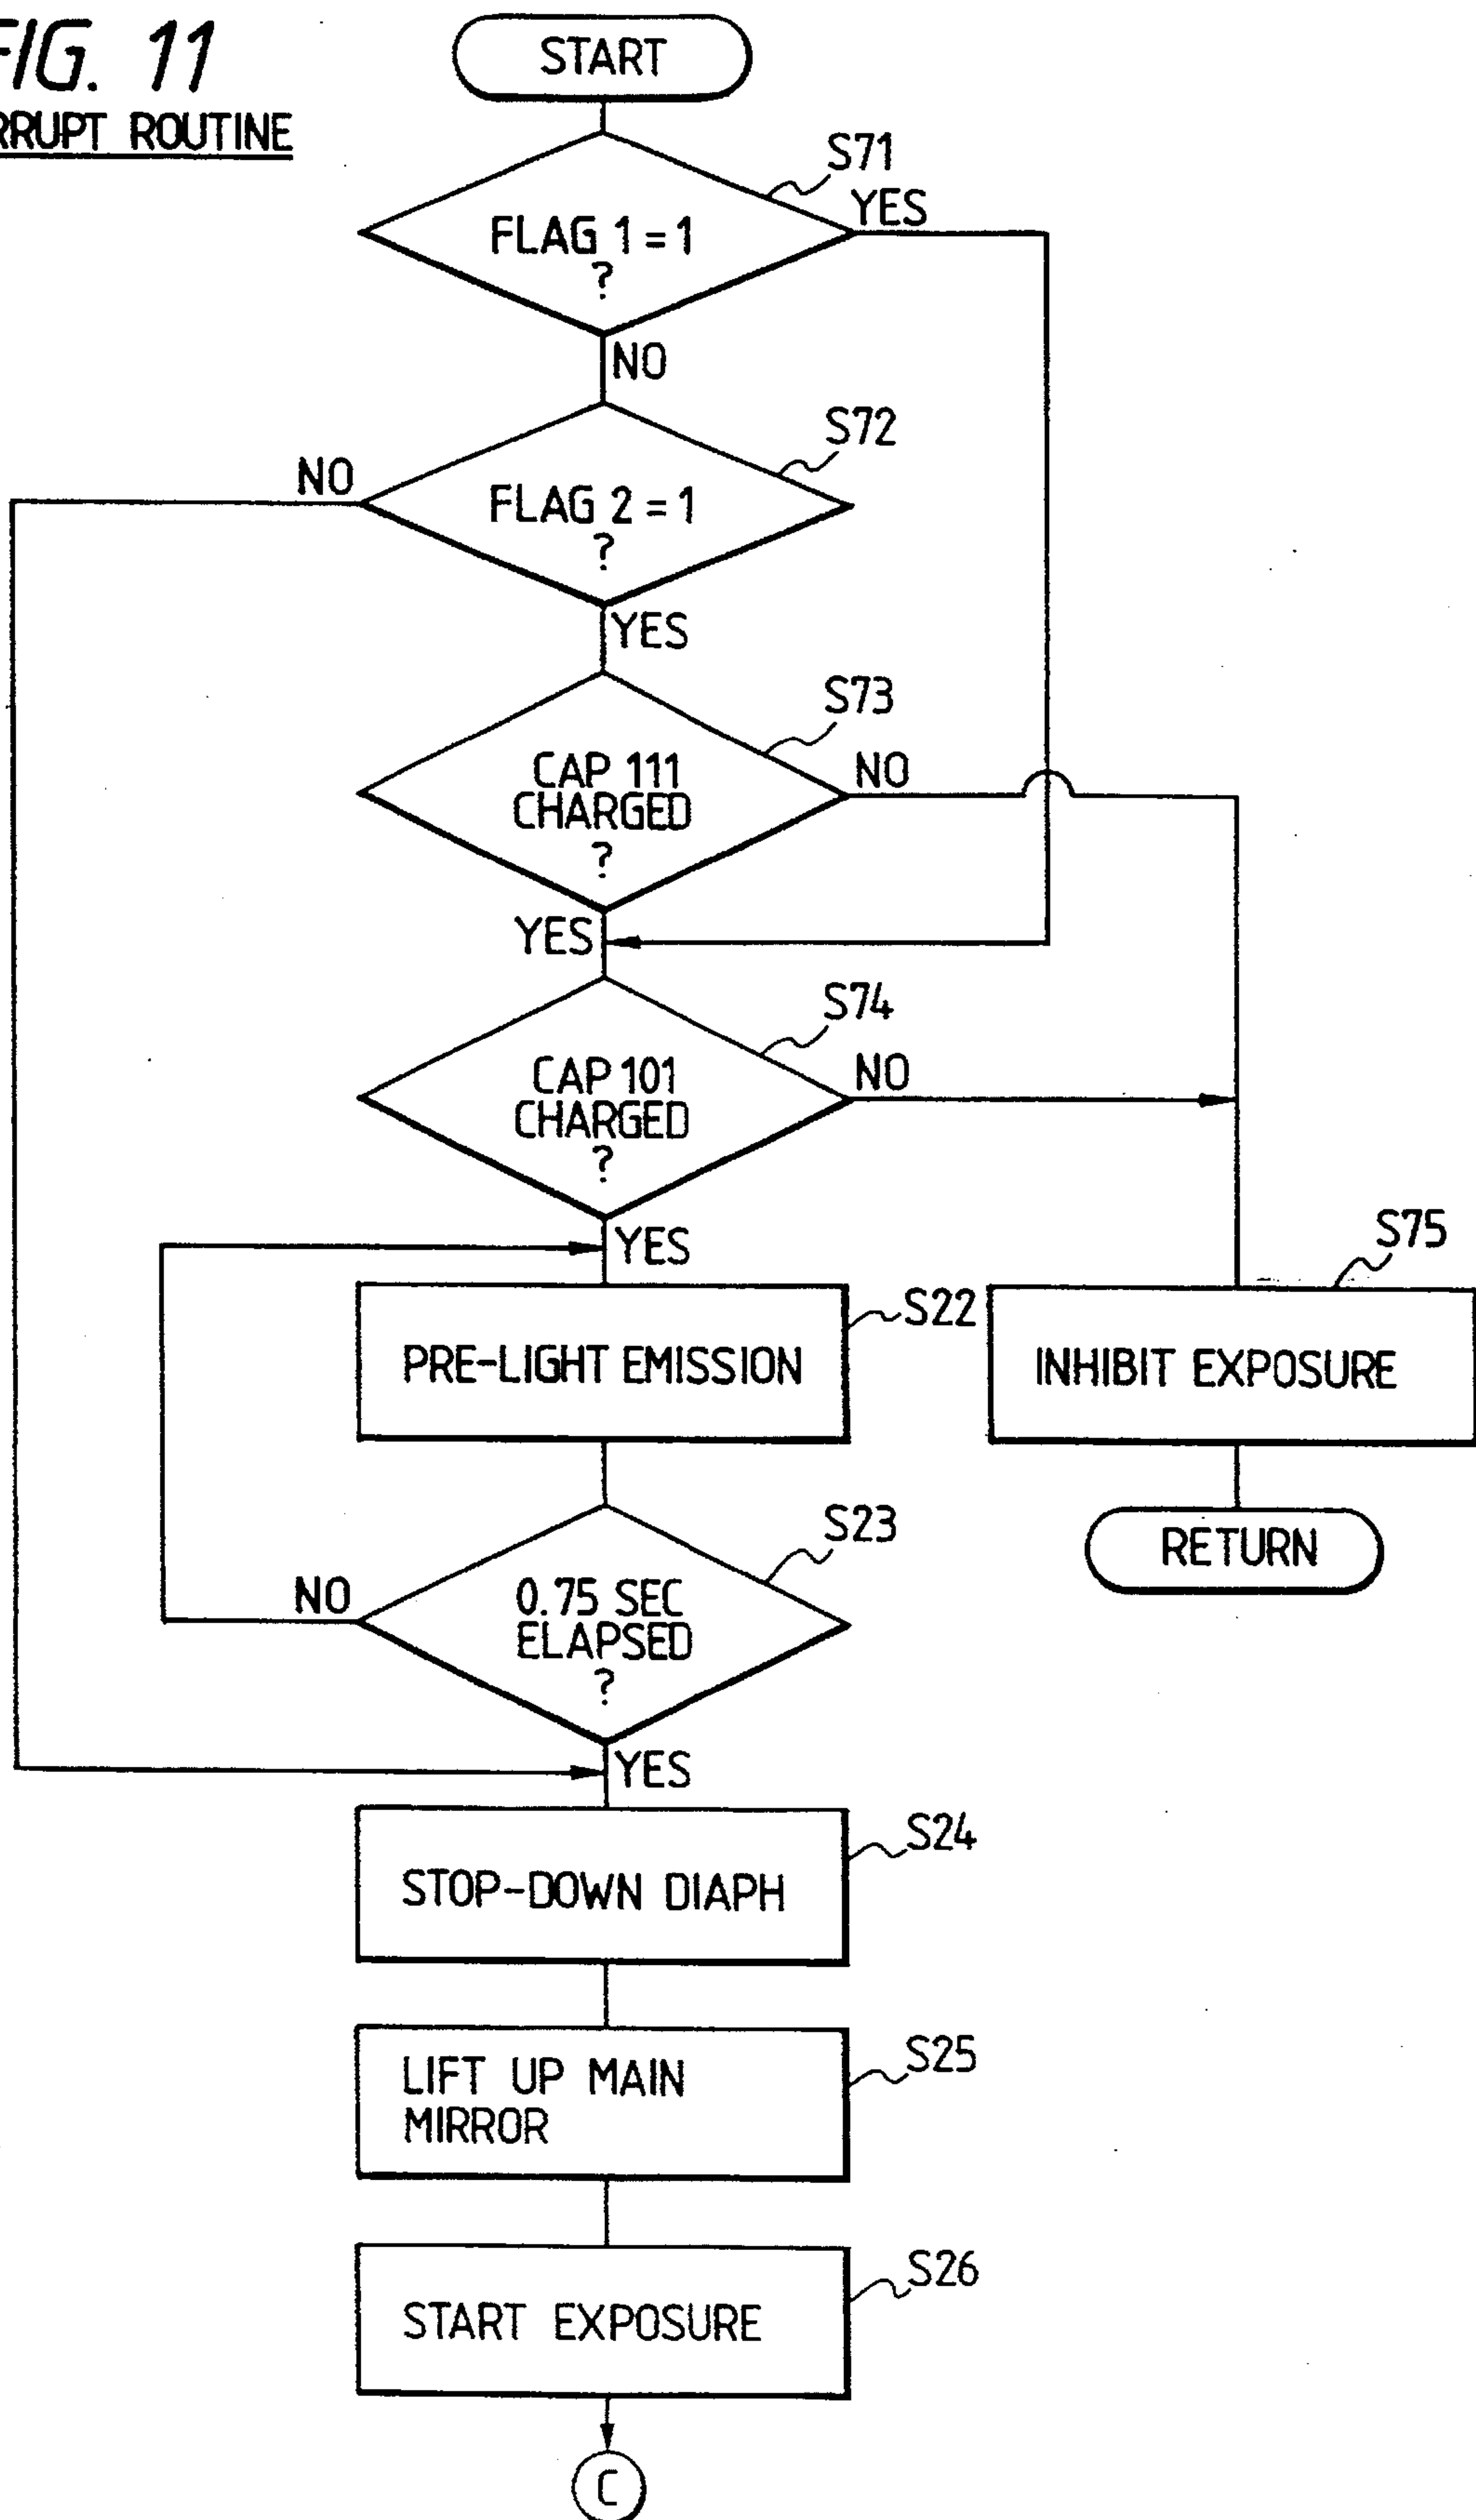 FIG. 11
ROUTINE
START
S71
YES
FLAG 1 = 1
?
NO
S72
NO
FLAG 2 = 1
?
YES
S73
CAP 111
CHARGED
?
NO
YES
S74
CAP 101
CHARGED
?
NO
YES
S75
S22
PRE-LIGHT EMISSION
INHIBIT EXPOSURE
RETURN
S23
NO
0.75 SEC
ELAPSED
?
YES
S24
STOP-DOWN DIAPH
S25
LIFT UP MAIN
MIRROR
S26
START EXPOSURE
C